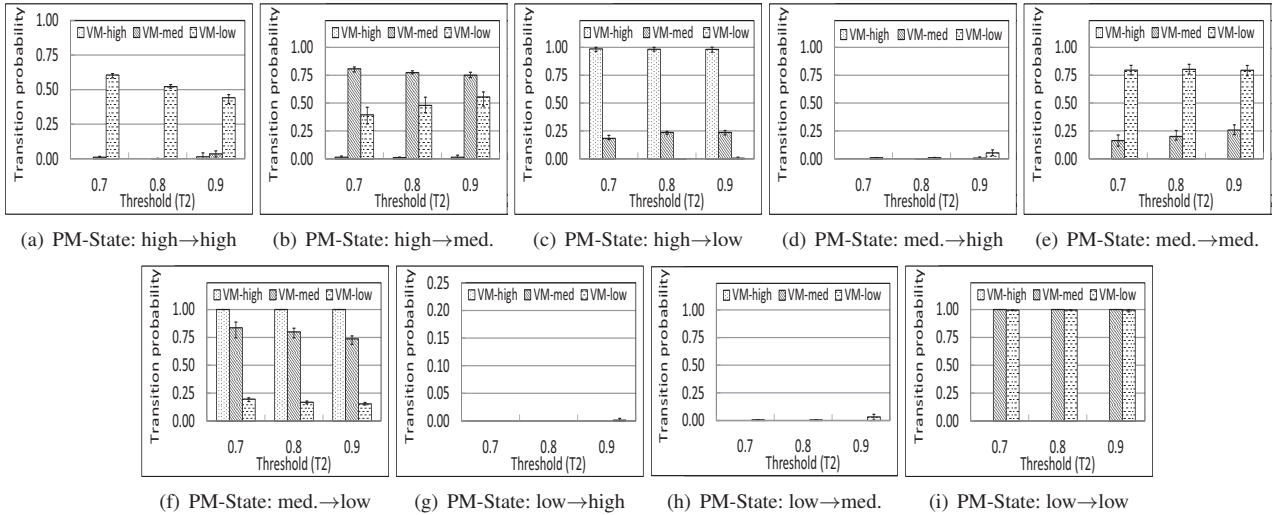 Transition probability
1.00
0.75
0.50
0.25
0.00
VM-high VM-med VM-low
0.7 0.8 0.9
Threshold (T2)
(a) PM-State: high→high
Transition probability
1.00
0.75
0.50
0.25
0.00
VM-high VM-med VM-low
0.7 0.8 0.9
Threshold (T2)
(b) PM-State: high→med.
Transition probability
1.00
0.75
0.50
0.25
0.00
VM-high VM-med VM-low
0.7 0.8 0.9
Threshold (T2)
(c) PM-State: high→low
Transition probability
1.00
0.75
0.50
0.25
0.00
VM-high VM-med VM-low
0.7 0.8 0.9
Threshold (T2)
(d) PM-State: med.→high
Transition probability
1.00
0.75
0.50
0.25
0.00
VM-high VM-med VM-low
0.7 0.8 0.9
Threshold (T2)
(e) PM-State: med.→med.
Transition probability
VM-high VM-med VM-low
1.00
0.75
0.50
0.25
0.00
0.7 0.8 0.9
Threshold (T2)
(f) PM-State: med.→low
Transition probability
0.25
0.20
0.15
0.10
0.05
0.00
VM-high VM-med VM-low
0.7 0.8 0.9
Threshold (T2)
(g) PM-State: low→high
Transition probability
VM-high VM-med VM-low
1.00
0.75
0.50
0.25
0.00
0.7 0.8 0.9
Threshold (T2)
(h) PM-State: low→med.
Transition probability
VM-high VM-med VM-low
1.00
0.75
0.50
0.25
0.00
0.7 0.8 0.9
Threshold (T2)
(i) PM-State: low→low